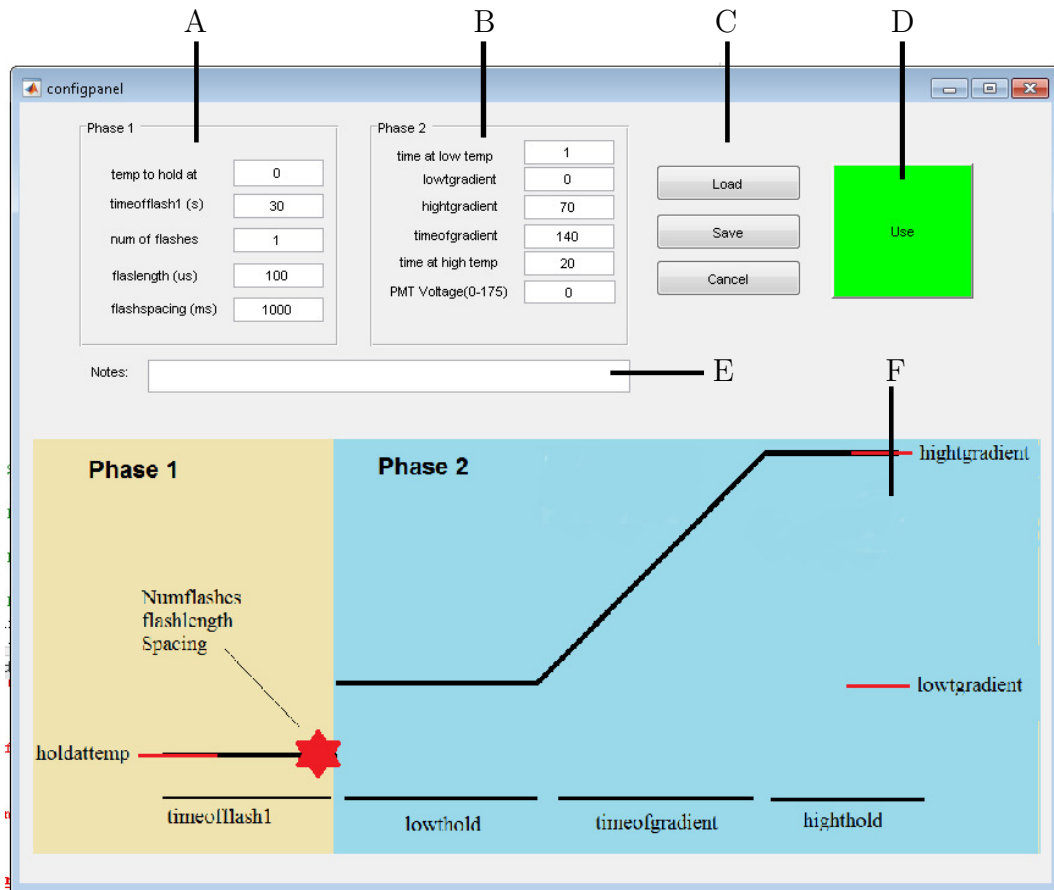 A B C D
configpanel
Phase 1
temp to hold at 0
timeofflash1 (s) 30
num of flashes 1
flaslength (us) 100
flashspacing (ms) 1000
Phase 2
time at low temp 1
lowtgradient 0
hightgradient 70
timeofgradient 140
time at high temp 20
PMT Voltage(0-175) 0
Load
Save
Cancel
Use
Notes:
E
F
Phase 1
Phase 2
hightgradient
Numflashes
flashlength
Spacing
lowtgradient
holdattemp
timeofflash1
lowthold
timeofgradient
highthold